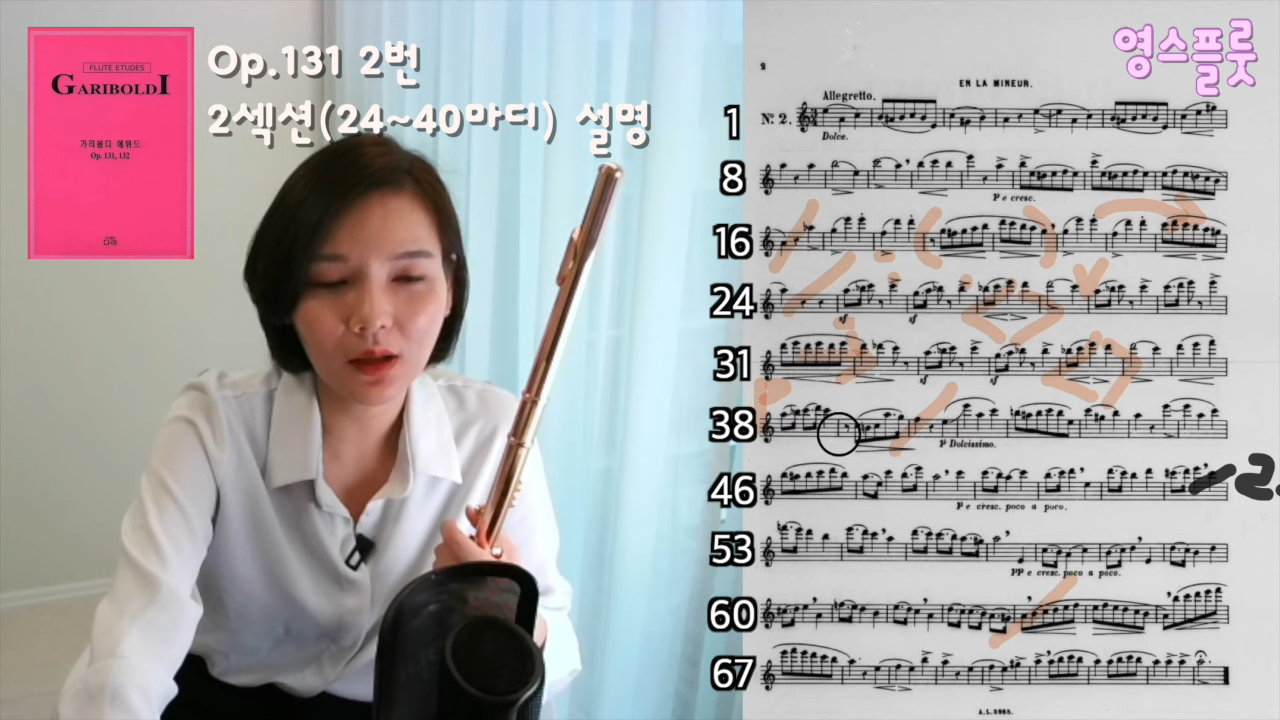 FLUTE ETUDES
GARIBOLDI
가리볼디 에튀드
Op. 131, 132
Op.131 2번
2섹션(24~40마디) 설명
영스플룻
2
EN LA MINEUR.
Allegretto.
1
Nº 2.
Dolce.
8
P e cresc.
16
24
sf
sf
31
sf
sf
38
P Dolcissimo.
46
2.
P e cresc. poco a poco.
53
PP e cresc. poco a poco.
60
67
A.L.5965.